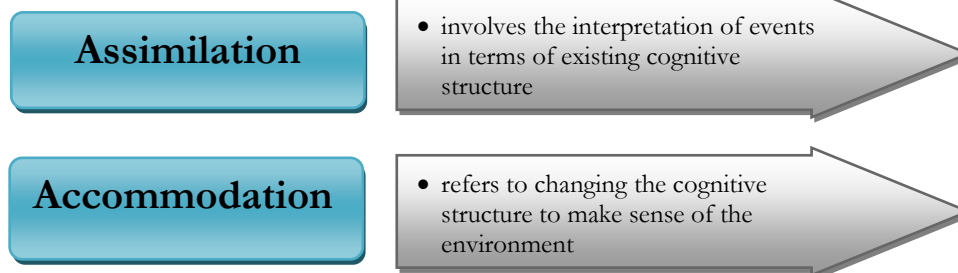 Assimilation
• involves the interpretation of events
in terms of existing cognitive
structure
Accommodation
• refers to changing the cognitive
structure to make sense of the
environment